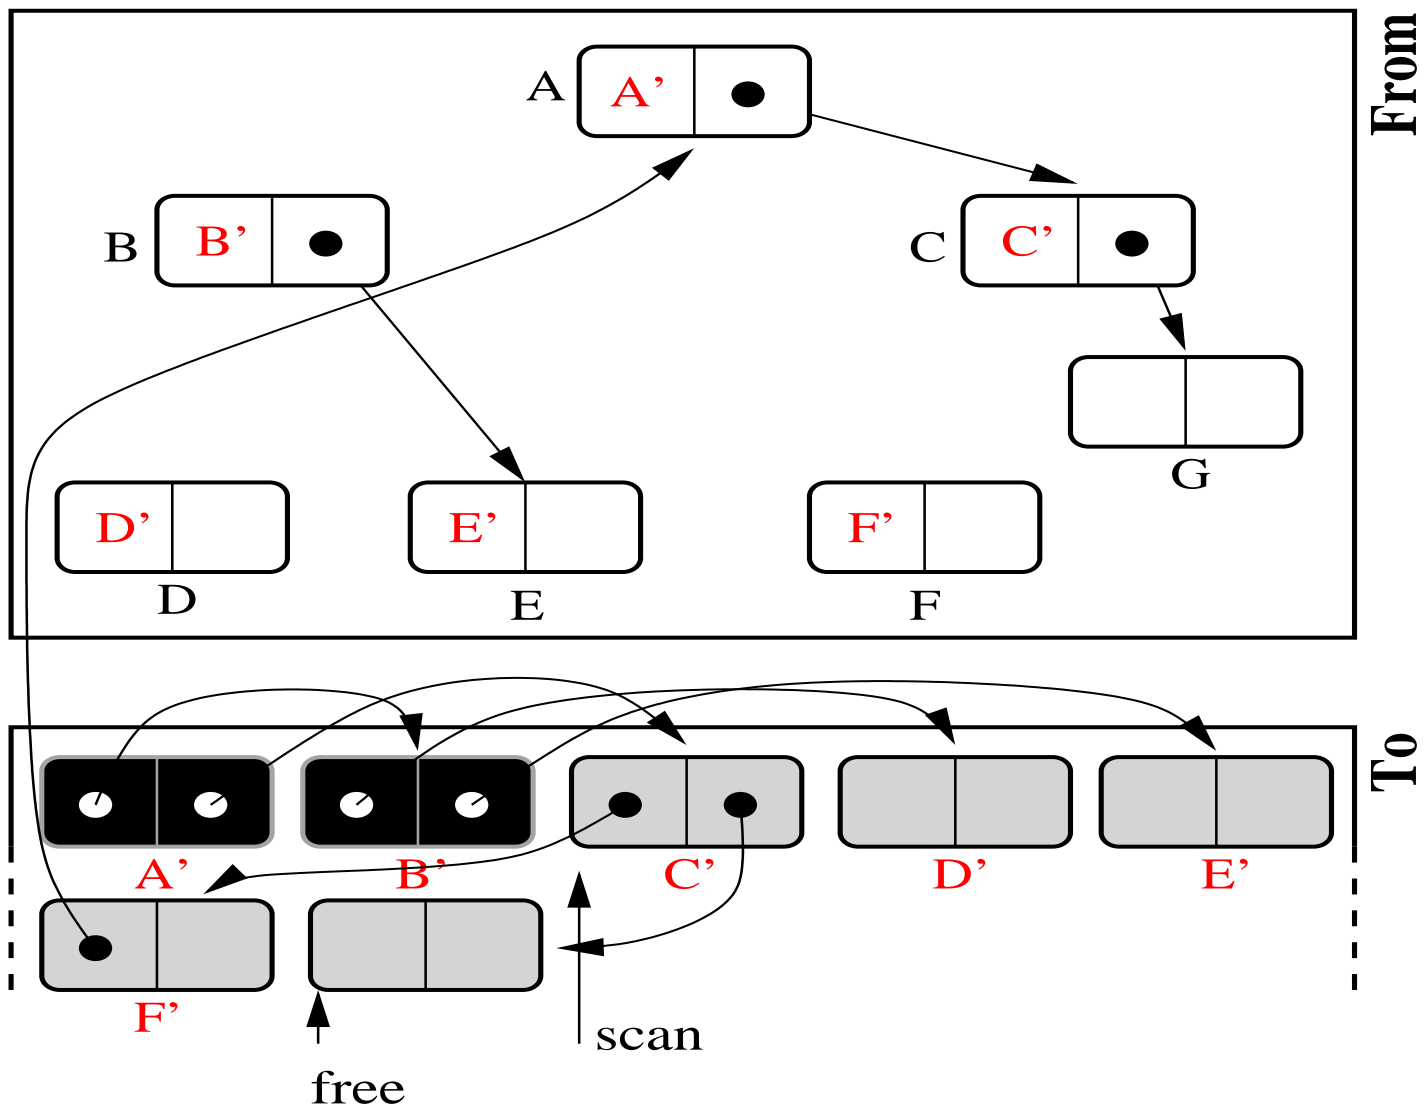 From
A A’
B B’
C C’
G
D’ E’ F’
D E F
To
A’ B’ C’ D’ E’
F’
scan
free